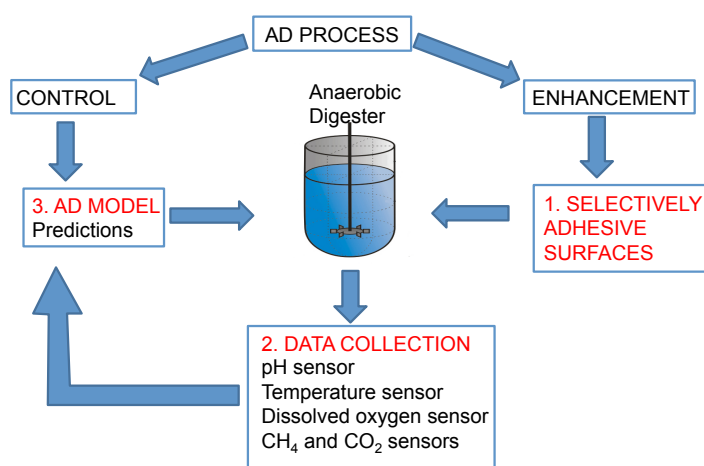 AD PROCESS
CONTROL
Anaerobic
Digester
ENHANCEMENT
3. AD MODEL
Predictions
1. SELECTIVELY
ADHESIVE
SURFACES
2. DATA COLLECTION
pH sensor
Temperature sensor
Dissolved oxygen sensor
CH₄ and CO₂ sensors